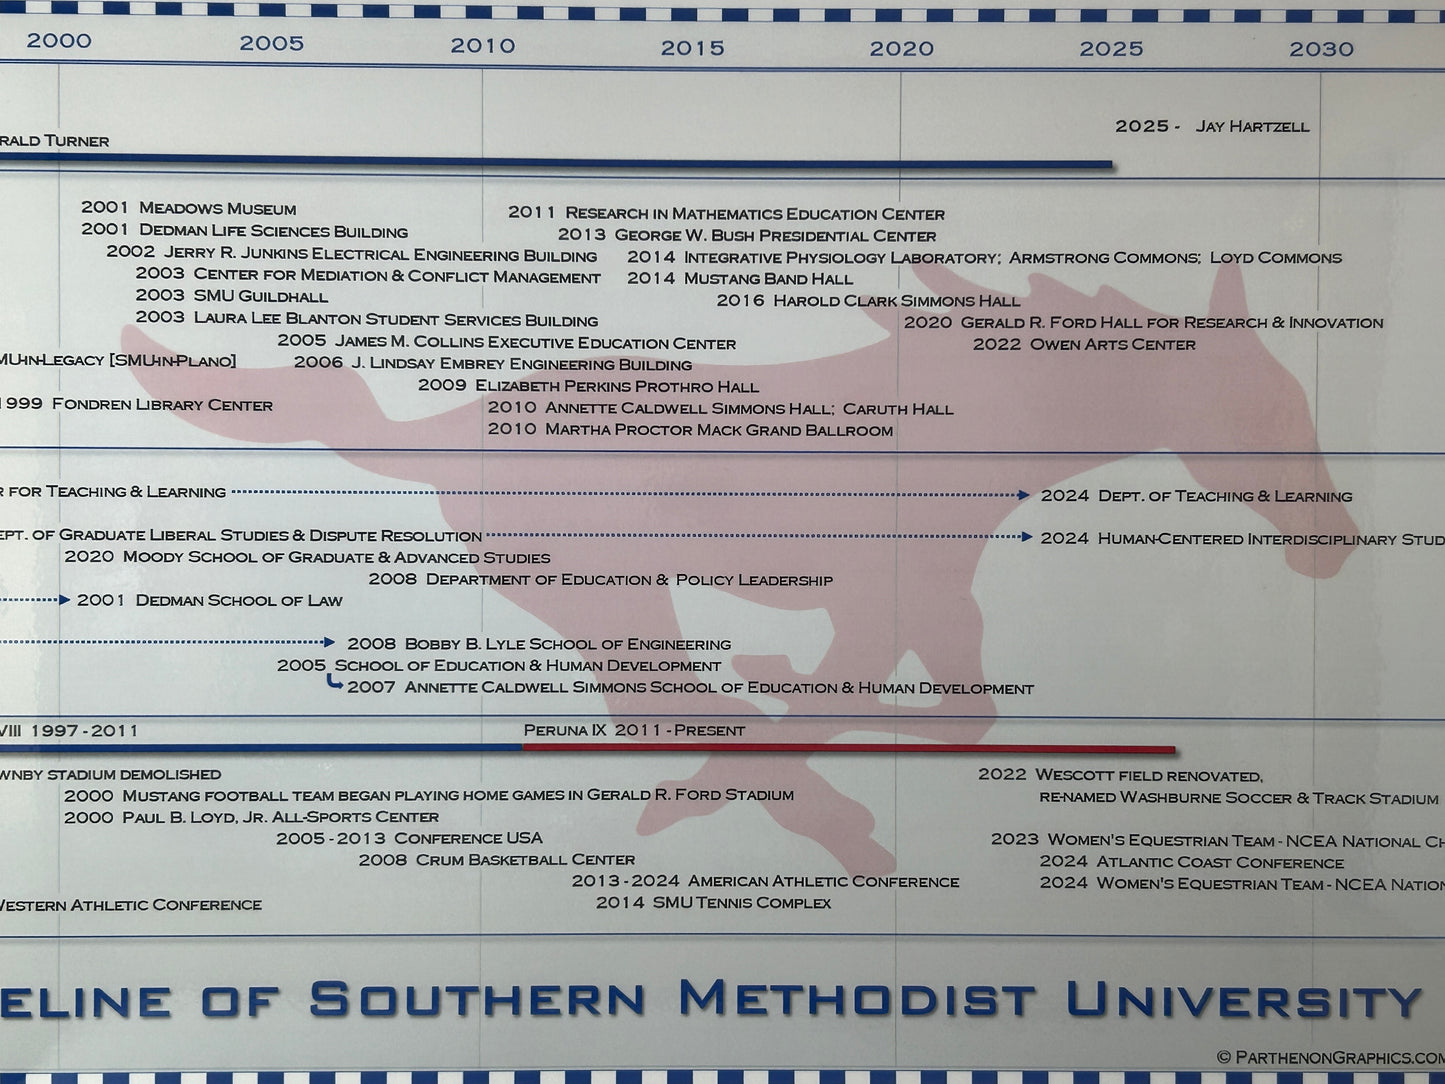 2000 2005 2010 2015 2020 2025 2030
2025 - JAY HARTZELL
RALD TURNER
2001 MEADOWS MUSEUM
2011 RESEARCH IN MATHEMATICS EDUCATION CENTER
2001 DEDMAN LIFE SCIENCES BUILDING
2013 GEORGE W. BUSH PRESIDENTIAL CENTER
2002 JERRY R. JUNKINS ELECTRICAL ENGINEERING BUILDING
2014 INTEGRATIVE PHYSIOLOGY LABORATORY; ARMSTRONG COMMONS; LOYD COMMONS
2003 CENTER FOR MEDIATION & CONFLICT MANAGEMENT
2014 MUSTANG BAND HALL
2003 SMU GUILDHALL
2016 HAROLD CLARK SIMMONS HALL
2003 LAURA LEE BLANTON STUDENT SERVICES BUILDING
2020 GERALD R. FORD HALL FOR RESEARCH & INNOVATION
2005 JAMES M. COLLINS EXECUTIVE EDUCATION CENTER
2022 OWEN ARTS CENTER
MU-IN-LEGACY [SMU-IN-PLANO]
2006 J. LINDSAY EMBREY ENGINEERING BUILDING
2009 ELIZABETH PERKINS PROTHRO HALL
1999 FONDREN LIBRARY CENTER
2010 ANNETTE CALDWELL SIMMONS HALL; CARUTH HALL
2010 MARTHA PROCTOR MACK GRAND BALLROOM
R FOR TEACHING & LEARNING
2024 DEPT. OF TEACHING & LEARNING
EPT. OF GRADUATE LIBERAL STUDIES & DISPUTE RESOLUTION
2024 HUMAN-CENTERED INTERDISCIPLINARY STUD
2020 MOODY SCHOOL OF GRADUATE & ADVANCED STUDIES
2008 DEPARTMENT OF EDUCATION & POLICY LEADERSHIP
2001 DEDMAN SCHOOL OF LAW
2008 BOBBY B. LYLE SCHOOL OF ENGINEERING
2005 SCHOOL OF EDUCATION & HUMAN DEVELOPMENT
2007 ANNETTE CALDWELL SIMMONS SCHOOL OF EDUCATION & HUMAN DEVELOPMENT
VIII 1997 - 2011
PERUNA IX 2011 - PRESENT
WNBY STADIUM DEMOLISHED
2022 WESCOTT FIELD RENOVATED,
RE-NAMED WASHBURNE SOCCER & TRACK STADIUM
2000 MUSTANG FOOTBALL TEAM BEGAN PLAYING HOME GAMES IN GERALD R. FORD STADIUM
2000 PAUL B. LOYD, JR. ALL-SPORTS CENTER
2005 - 2013 CONFERENCE USA
2023 WOMEN'S EQUESTRIAN TEAM - NCEA NATIONAL CH
2008 CRUM BASKETBALL CENTER
2024 ATLANTIC COAST CONFERENCE
2013 - 2024 AMERICAN ATHLETIC CONFERENCE
2024 WOMEN'S EQUESTRIAN TEAM - NCEA NATION
WESTERN ATHLETIC CONFERENCE
2014 SMU TENNIS COMPLEX
ELINE OF SOUTHERN METHODIST UNIVERSITY
© PARTHENONGRAPHICS.COM